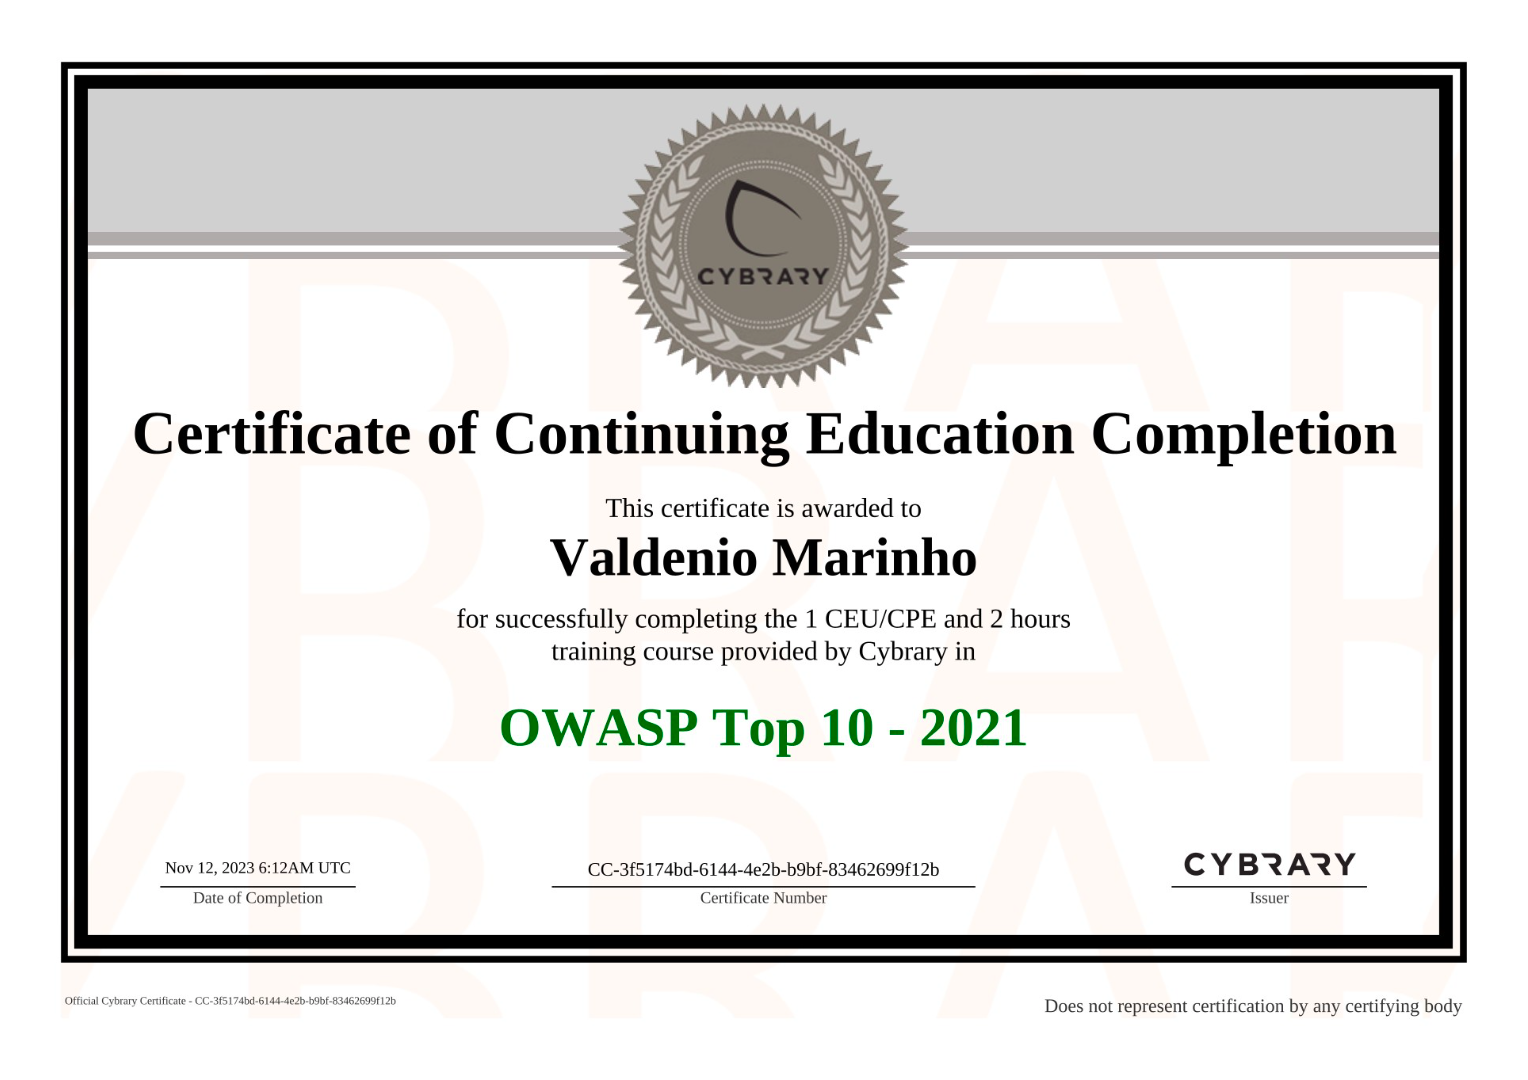 CYBRARY
Certificate of Continuing Education Completion
This certificate is awarded to
Valdenio Marinho
for successfully completing the 1 CEU/CPE and 2 hours
training course provided by Cybrary in
OWASP Top 10 - 2021
Nov 12, 2023 6:12AM UTC
Date of Completion
CC-3f5174bd-6144-4e2b-b9bf-83462699f12b
Certificate Number
CYBRARY
Issuer
Official Cybrary Certificate - CC-3f5174bd-6144-4e2b-b9bf-83462699f12b
Does not represent certification by any certifying body